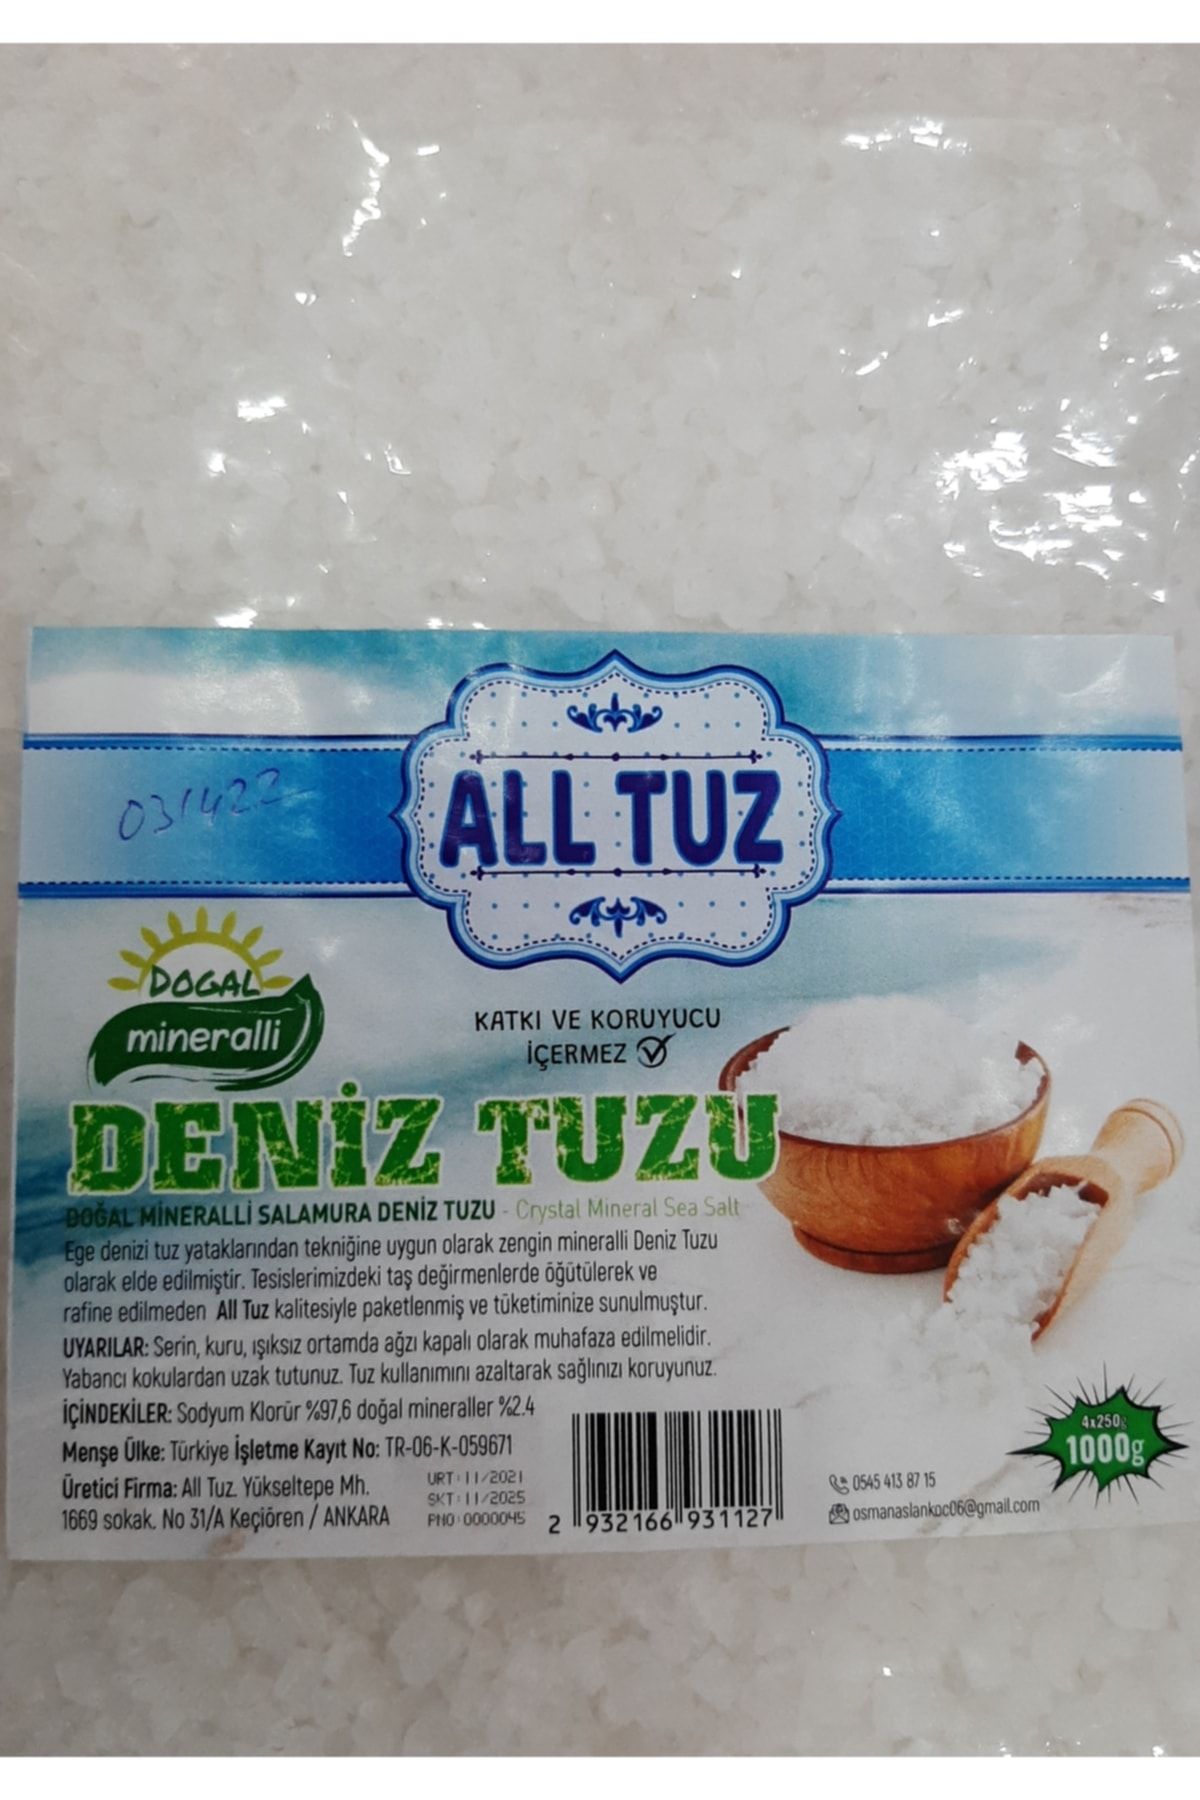 031422
ALL TUZ
DOGAL
mineralli
KATKI VE KORUYUCU
İÇERMEZ
DENİZ TUZU
DOĞAL MİNERALLİ SALAMURA DENİZ TUZU - Crystal Mineral Sea Salt
Ege denizi tuz yataklarından tekniğine uygun olarak zengin mineralli Deniz Tuzu
olarak elde edilmiştir. Tesislerimizdeki taş değirmenlerde öğütülerek ve
rafine edilmeden All Tuz kalitesiyle paketlenmiş ve tüketiminize sunulmuştur.
UYARILAR: Serin, kuru, ışıksız ortamda ağzı kapalı olarak muhafaza edilmelidir.
Yabancı kokulardan uzak tutunuz. Tuz kullanımını azaltarak sağlınızı koruyunuz.
İÇİNDEKİLER: Sodyum Klorür %97,6 doğal mineraller %2.4
Menşe Ülke: Türkiye İşletme Kayıt No: TR-06-K-059671
Üretici Firma: All Tuz. Yükseltepe Mh.
1669 sokak. No 31/A Keçiören / ANKARA
URT: 11/2021
SKT: 11/2025
PNO: 0000045
2 932166 931127
4x250g
1000g
0545 413 87 15
osmanaslankoc06@gmail.com